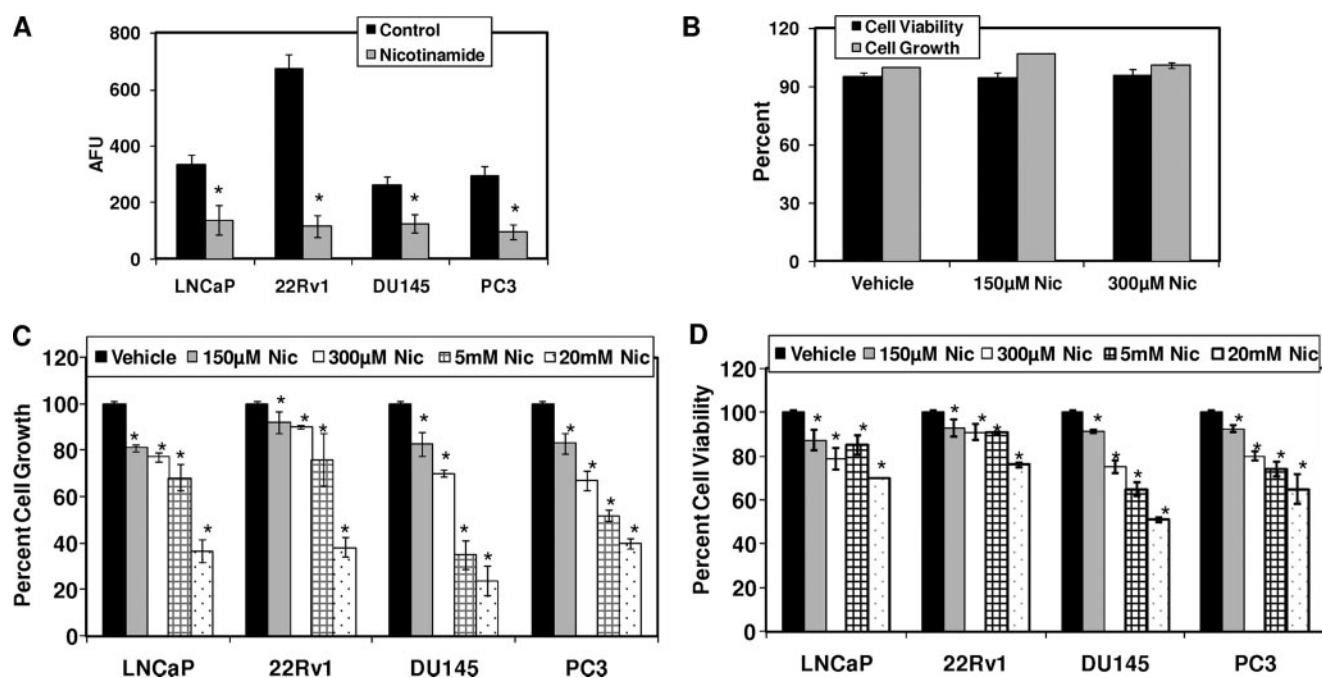 A
Control
Nicotinamide
800
600
400
200
0
AFU
LNCaP 22Rv1 DU145 PC3
* * * *
B
Cell Viability
Cell Growth
120
90
60
30
0
Percent
Vehicle 150µM Nic 300µM Nic
C
Vehicle 150µM Nic 300µM Nic 5mM Nic 20mM Nic
120
100
80
60
40
20
0
Percent Cell Growth
* * * * * * * * * * * * * * * *
LNCaP 22Rv1 DU145 PC3
D
Vehicle 150µM Nic 300µM Nic 5mM Nic 20mM Nic
120
100
80
60
40
20
0
Percent Cell Viability
* * * * * * * * * * * * * * * *
LNCaP 22Rv1 DU145 PC3